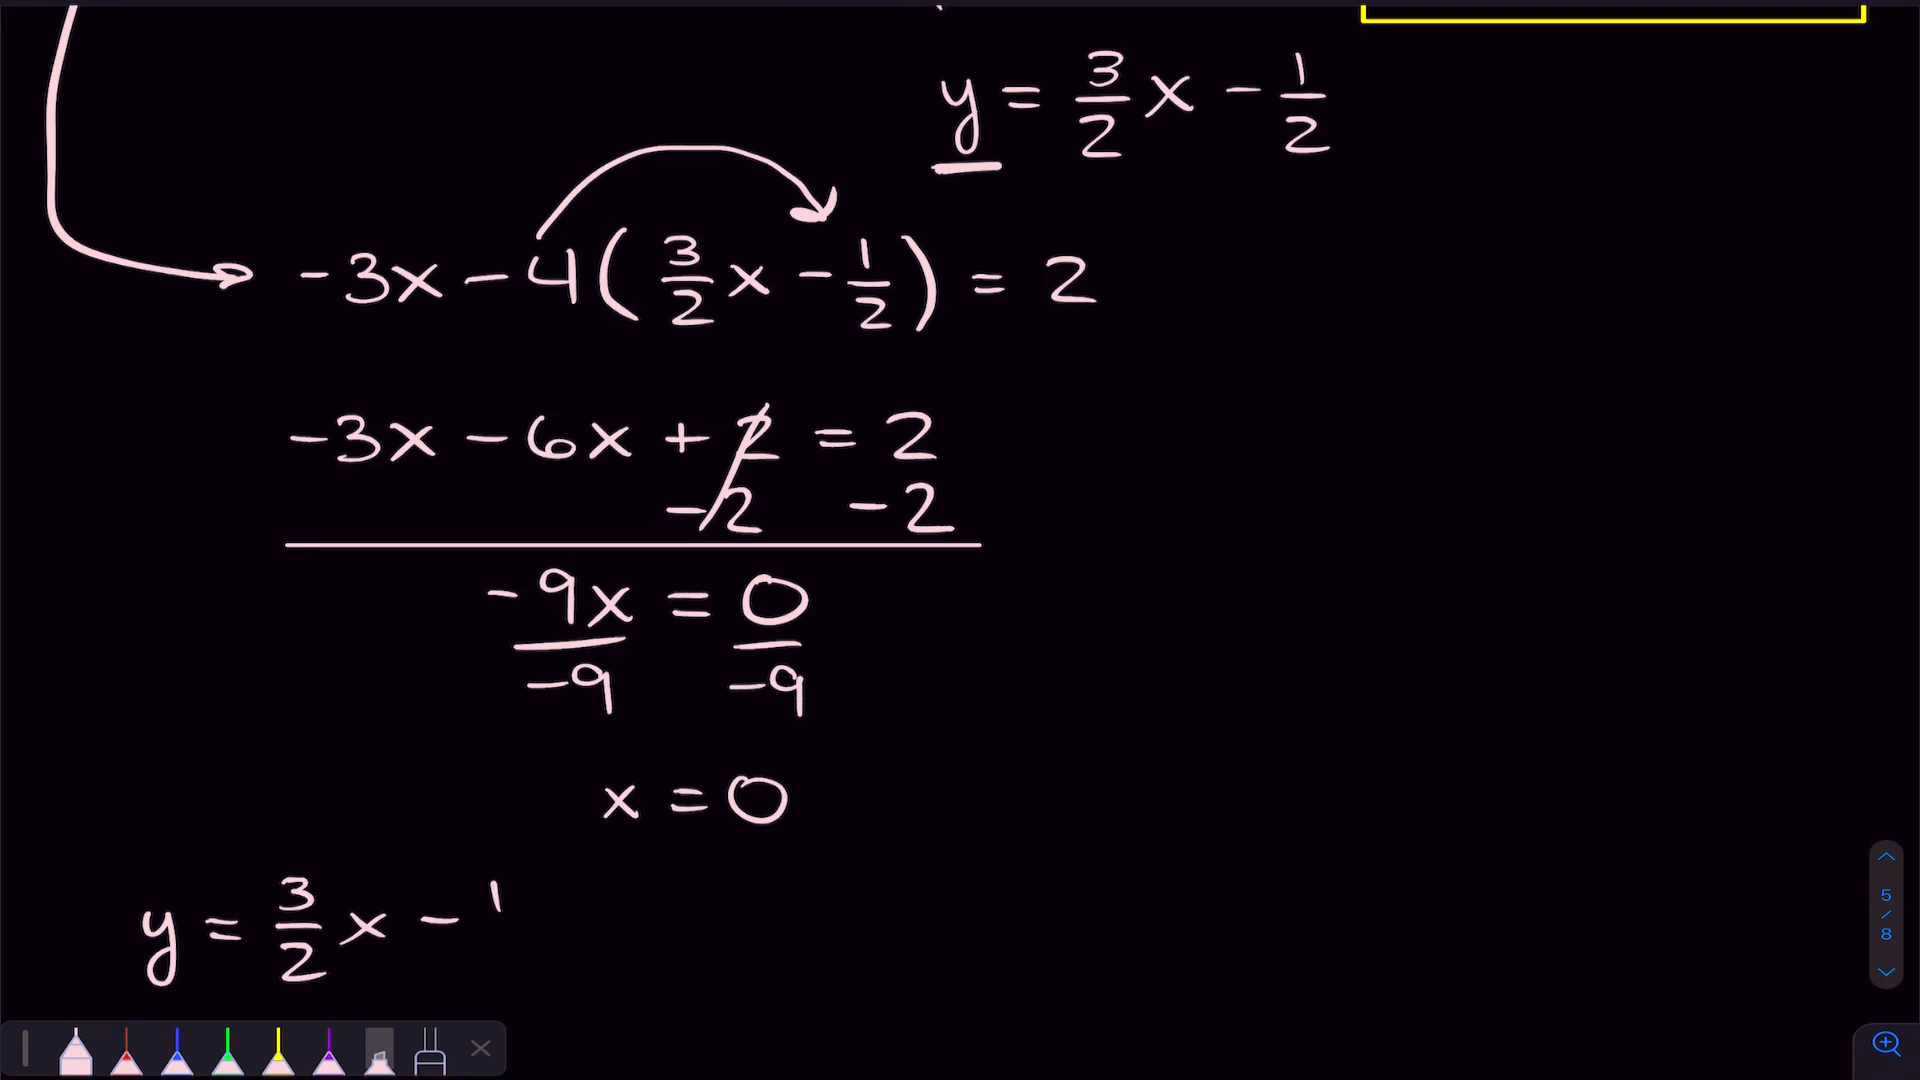 y = 3/2 x - 1/2
-3x - 4(3/2 x - 1/2) = 2
-3x - 6x + 2 = 2
-2 -2
-9x = 0
-9 -9
x = 0
y = 3/2 x - 1
5
/
8